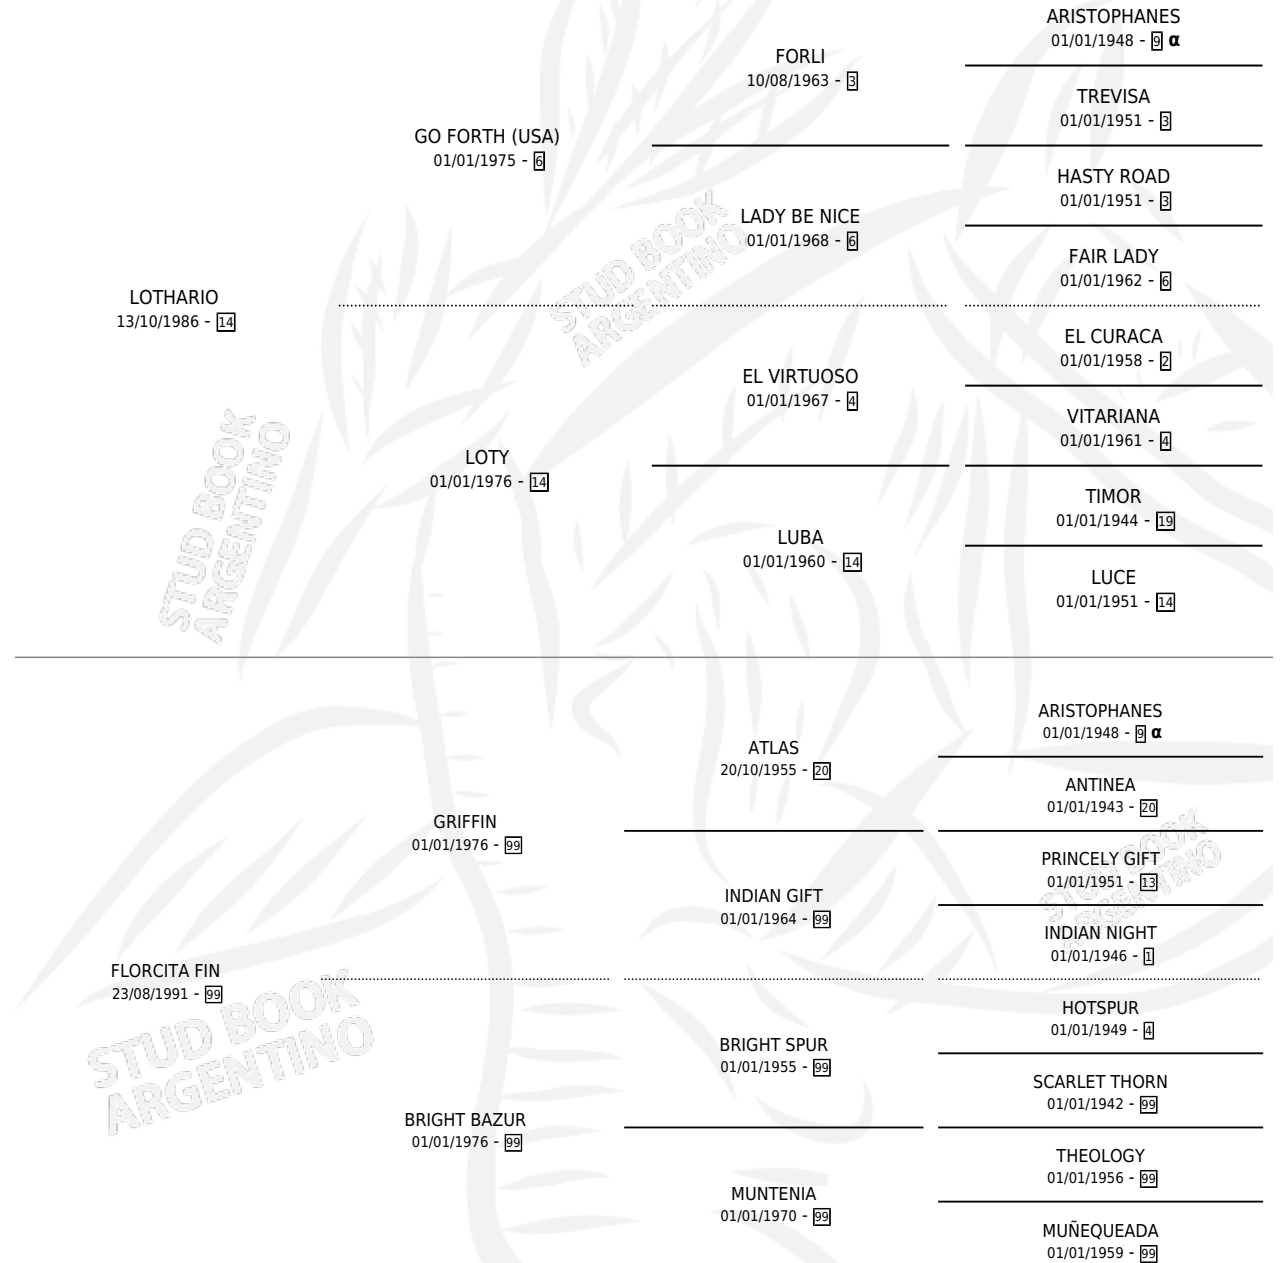 ARISTOPHANES
01/01/1948 - 9 α
FORLI
10/08/1963 - 3
TREVISA
01/01/1951 - 3
GO FORTH (USA)
01/01/1975 - 6
HASTY ROAD
01/01/1951 - 3
LADY BE NICE
01/01/1968 - 6
FAIR LADY
01/01/1962 - 6
STUD BOOK
ARGENTINO
LOTHARIO
13/10/1986 - 14
EL CURACA
01/01/1958 - 2
EL VIRTUOSO
01/01/1967 - 4
VITARIANA
01/01/1961 - 4
LOTY
01/01/1976 - 14
TIMOR
01/01/1944 - 19
LUBA
01/01/1960 - 14
LUCE
01/01/1951 - 14
STUD BOOK
ARGENTINO
ARISTOPHANES
01/01/1948 - 9 α
ATLAS
20/10/1955 - 20
ANTINEA
01/01/1943 - 20
GRIFFIN
01/01/1976 - 99
PRINCELY GIFT
01/01/1951 - 13
INDIAN GIFT
01/01/1964 - 99
INDIAN NIGHT
01/01/1946 - 1
STUD BOOK
ARGENTINO
FLORCITA FIN
23/08/1991 - 99
HOTSPUR
01/01/1949 - 4
BRIGHT SPUR
01/01/1955 - 99
SCARLET THORN
01/01/1942 - 99
STUD BOOK
ARGENTINO
BRIGHT BAZUR
01/01/1976 - 99
THEOLOGY
01/01/1956 - 99
MUNTENIA
01/01/1970 - 99
MUÑEQUEADA
01/01/1959 - 99